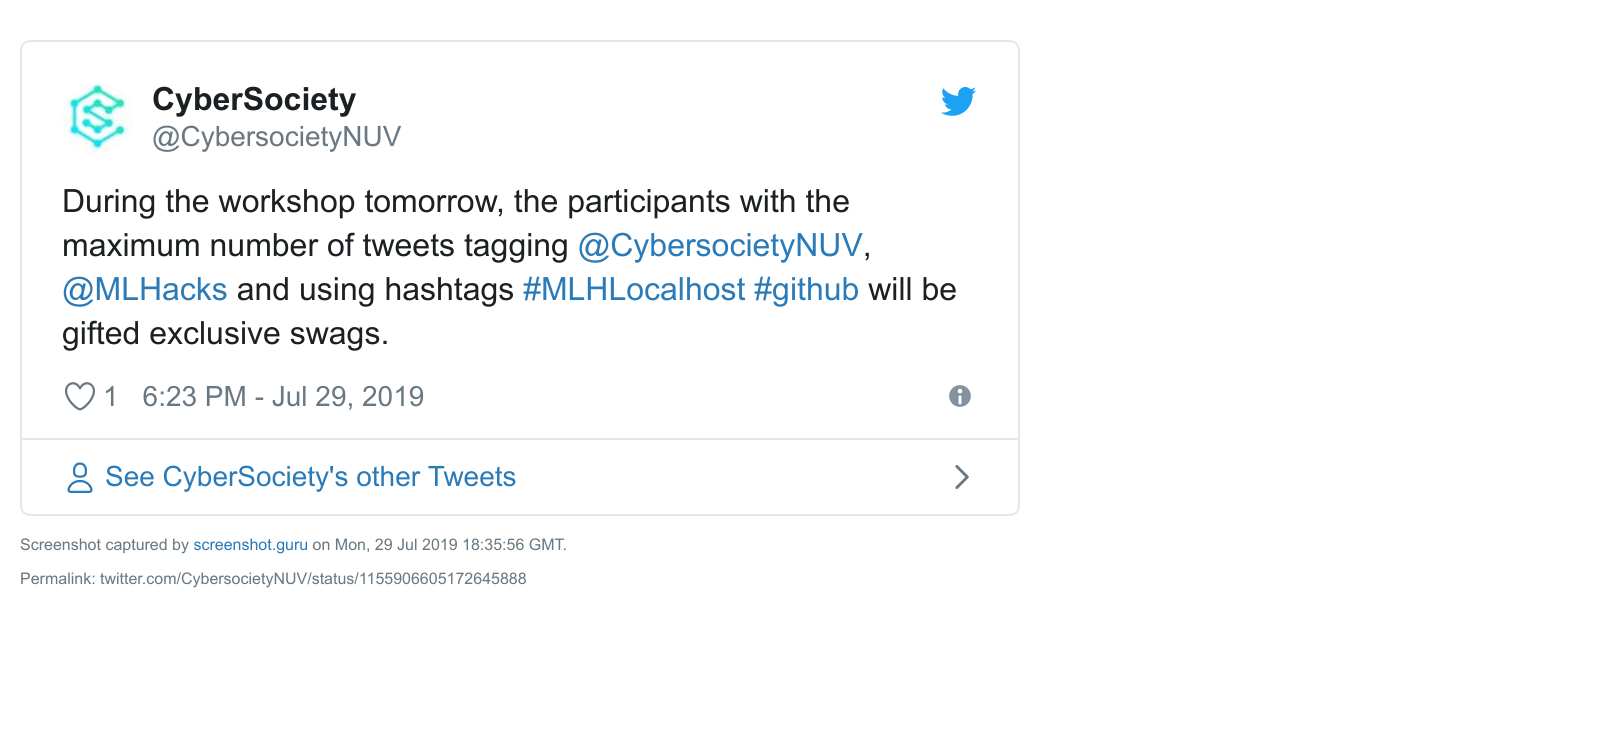 CyberSociety
@CybersocietyNUV
During the workshop tomorrow, the participants with the
maximum number of tweets tagging @CybersocietyNUV,
@MLHacks and using hashtags #MLHLocalhost #github will be
gifted exclusive swags.
1 6:23 PM - Jul 29, 2019
See CyberSociety's other Tweets
Screenshot captured by screenshot.guru on Mon, 29 Jul 2019 18:35:56 GMT.
Permalink: twitter.com/CybersocietyNUV/status/1155906605172645888